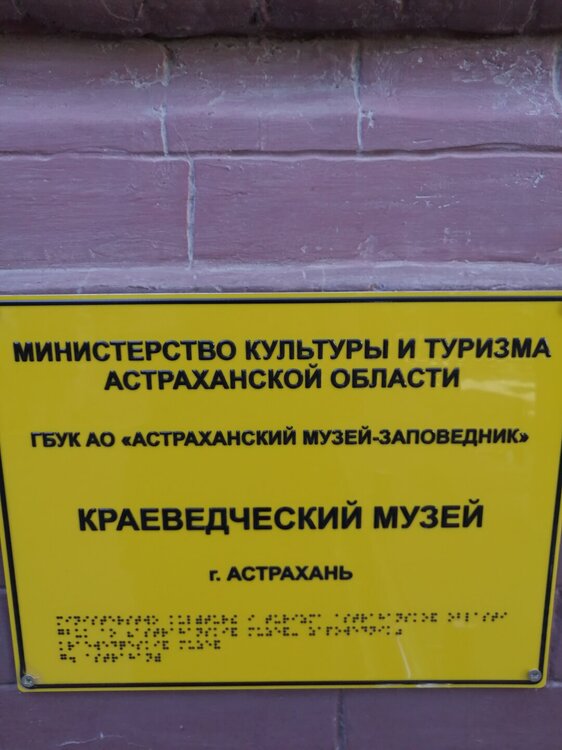 МИНИСТЕРСТВО КУЛЬТУРЫ И ТУРИЗМА
АСТРАХАНСКОЙ ОБЛАСТИ
ГБУК АО «АСТРАХАНСКИЙ МУЗЕЙ-ЗАПОВЕДНИК»
КРАЕВЕДЧЕСКИЙ МУЗЕЙ
г. АСТРАХАНЬ